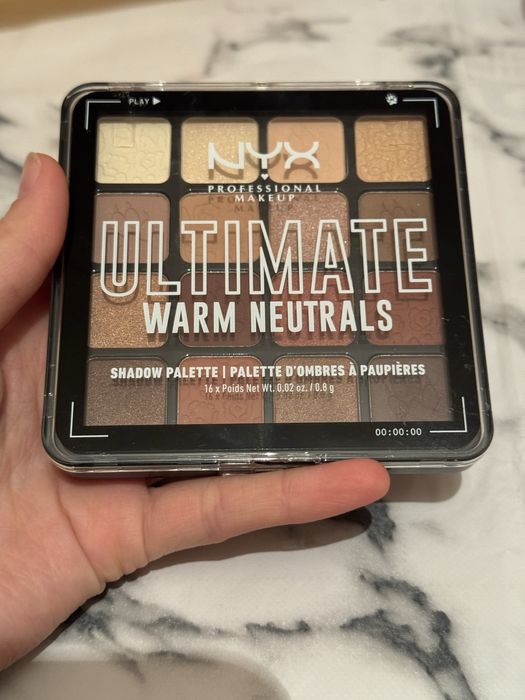 PLAY ▶
NYX
PROFESSIONAL
MAKEUP
ULTIMATE
WARM NEUTRALS
SHADOW PALETTE | PALETTE D'OMBRES À PAUPIÈRES
16 x Poids Net Wt. 0.02 oz. / 0.8 g
00:00:00